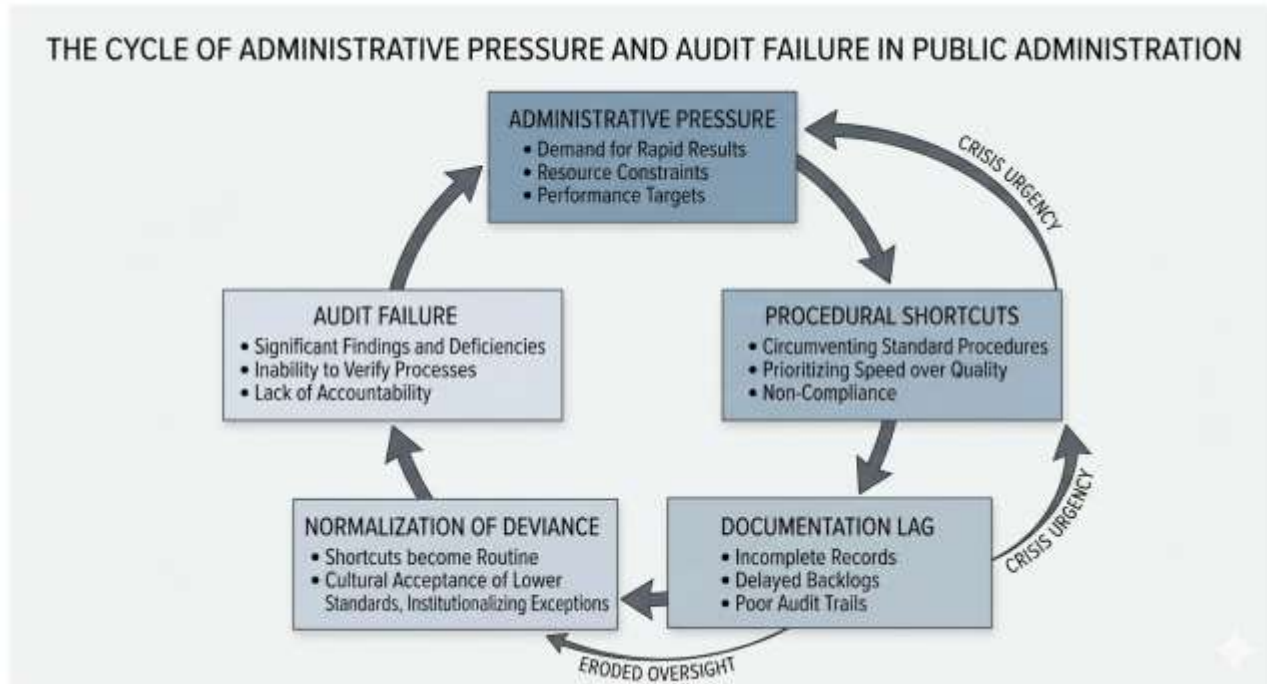 THE CYCLE OF ADMINISTRATIVE PRESSURE AND AUDIT FAILURE IN PUBLIC ADMINISTRATION
ADMINISTRATIVE PRESSURE
• Demand for Rapid Results
• Resource Constraints
• Performance Targets
CRISIS URGENCY
AUDIT FAILURE
• Significant Findings and Deficiencies
• Inability to Verify Processes
• Lack of Accountability
PROCEDURAL SHORTCUTS
• Circumventing Standard Procedures
• Prioritizing Speed over Quality
• Non-Compliance
NORMALIZATION OF DEVIANCE
• Shortcuts become Routine
• Cultural Acceptance of Lower
Standards, Institutionalizing Exceptions
DOCUMENTATION LAG
• Incomplete Records
• Delayed Backlogs
• Poor Audit Trails
CRISIS URGENCY
ERODED OVERSIGHT